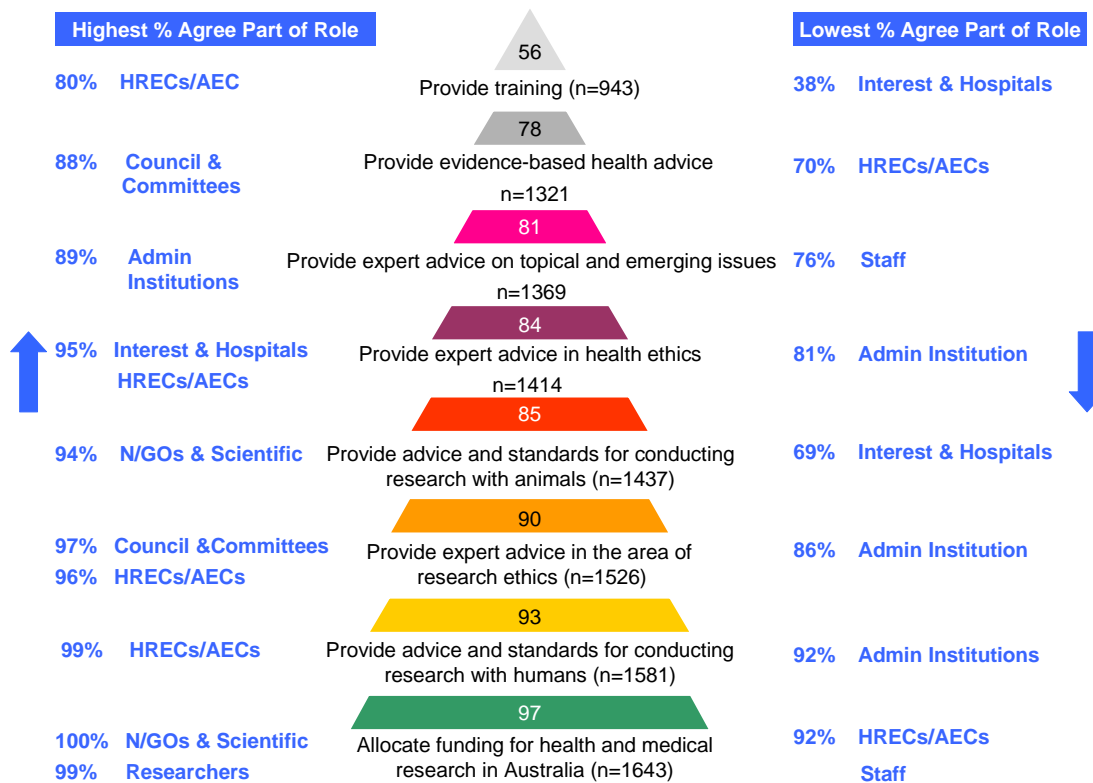 Highest % Agree Part of Role
Lowest % Agree Part of Role
56
80% HRECs/AEC
Provide training (n=943)
38% Interest & Hospitals
78
88% Council &
Committees
Provide evidence-based health advice
n=1321
70% HRECs/AECs
81
89% Admin
Institutions
Provide expert advice on topical and emerging issues
n=1369
76% Staff
84
95% Interest & Hospitals
HRECs/AECs
Provide expert advice in health ethics
n=1414
81% Admin Institution
85
94% N/GOs & Scientific
Provide advice and standards for conducting
research with animals (n=1437)
69% Interest & Hospitals
90
97% Council &Committees
96% HRECs/AECs
Provide expert advice in the area of
research ethics (n=1526)
86% Admin Institution
93
99% HRECs/AECs
Provide advice and standards for conducting
research with humans (n=1581)
92% Admin Institutions
97
100% N/GOs & Scientific
99% Researchers
Allocate funding for health and medical
research in Australia (n=1643)
92% HRECs/AECs
Staff